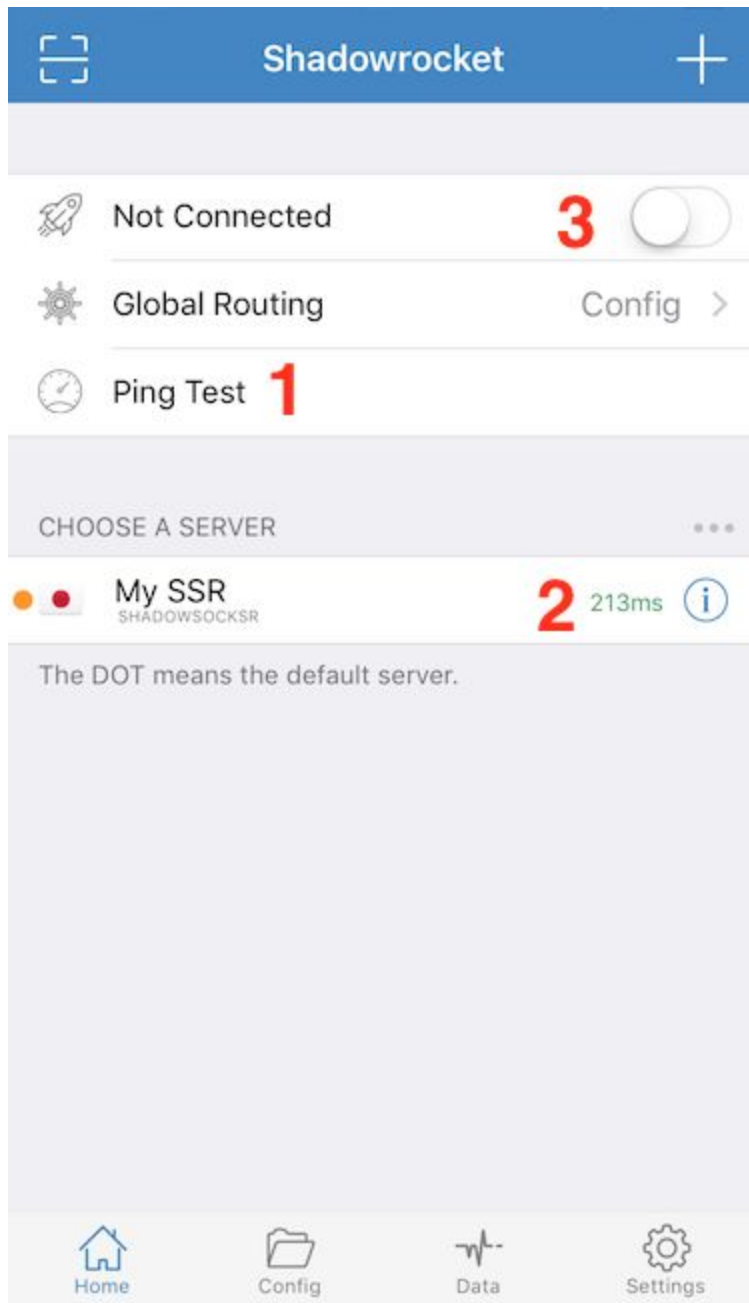 Shadowrocket
Not Connected 3
Global Routing Config >
Ping Test 1
CHOOSE A SERVER
My SSR 2 213ms i
SHADOWSOCKSR
The DOT means the default server.
Home Config Data Settings